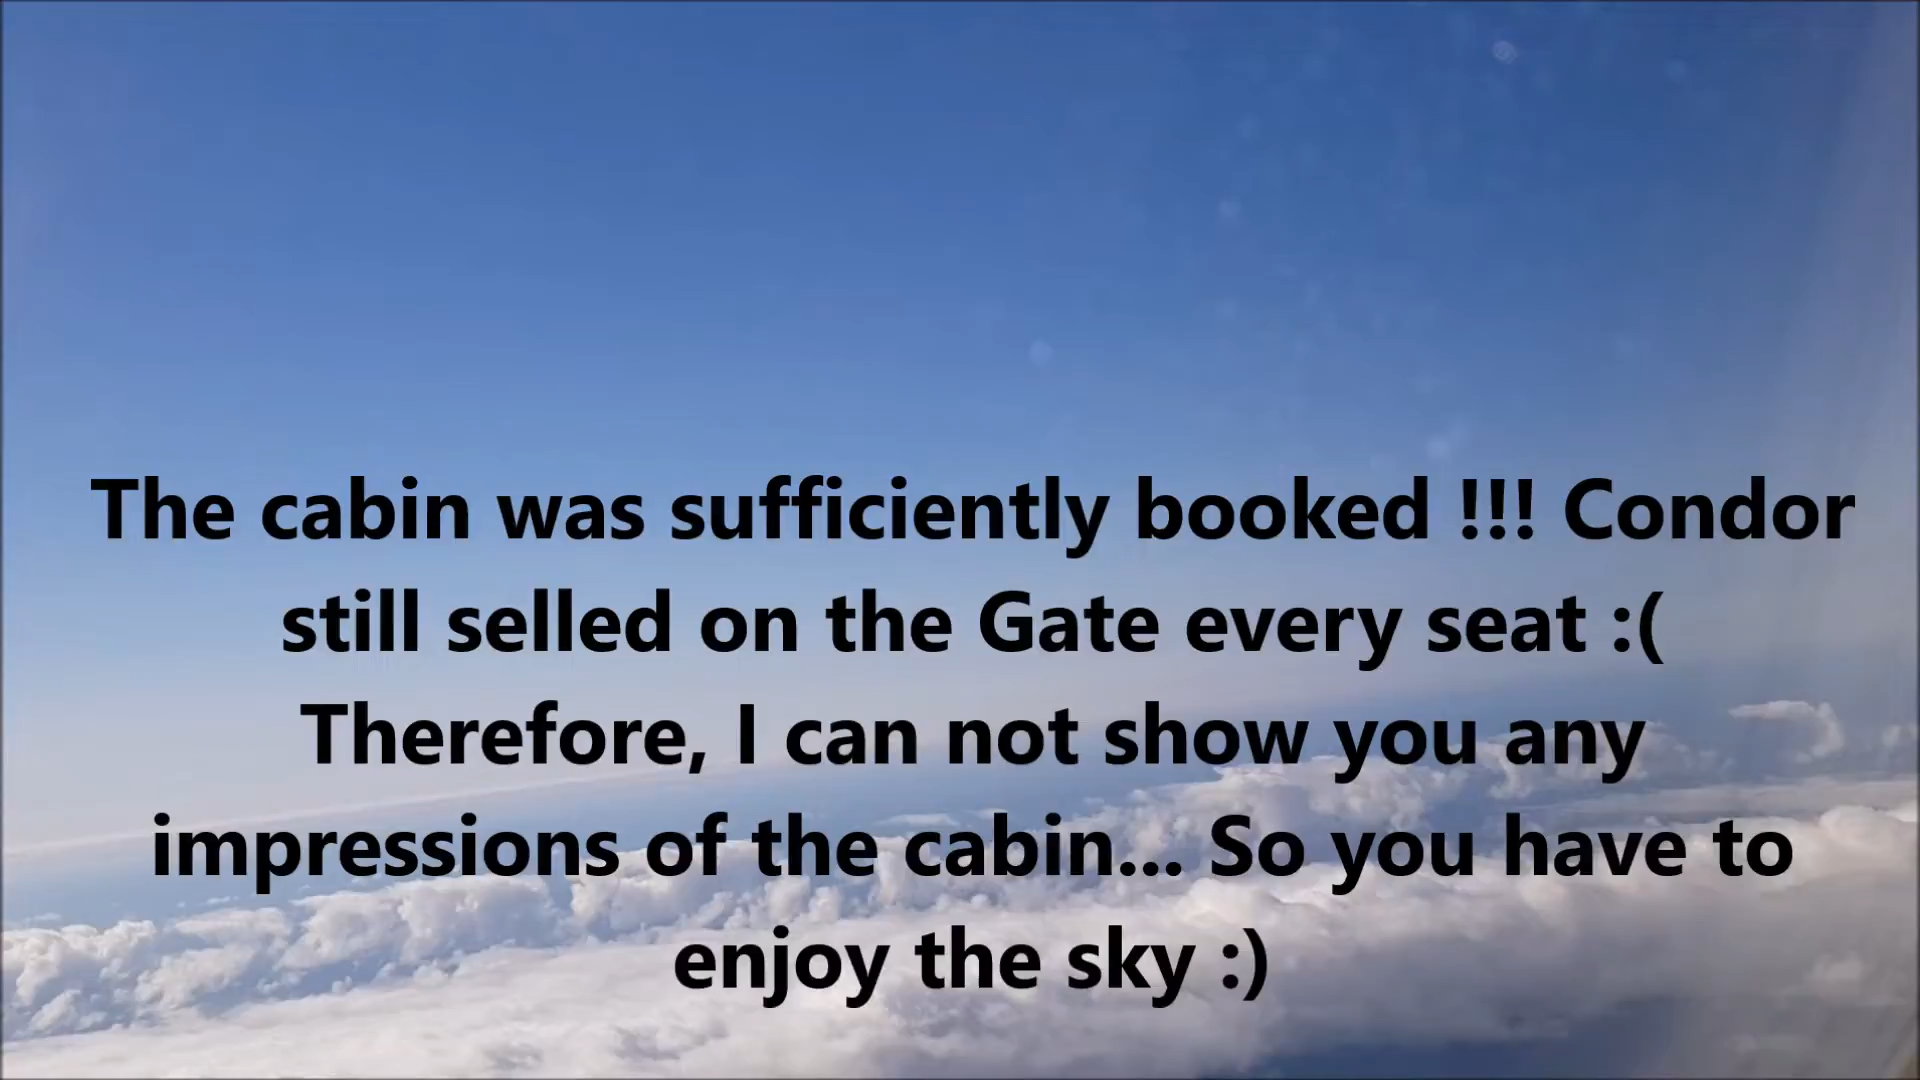 The cabin was sufficiently booked !!! Condor
still selled on the Gate every seat :(
Therefore, I can not show you any
impressions of the cabin... So you have to
enjoy the sky :)